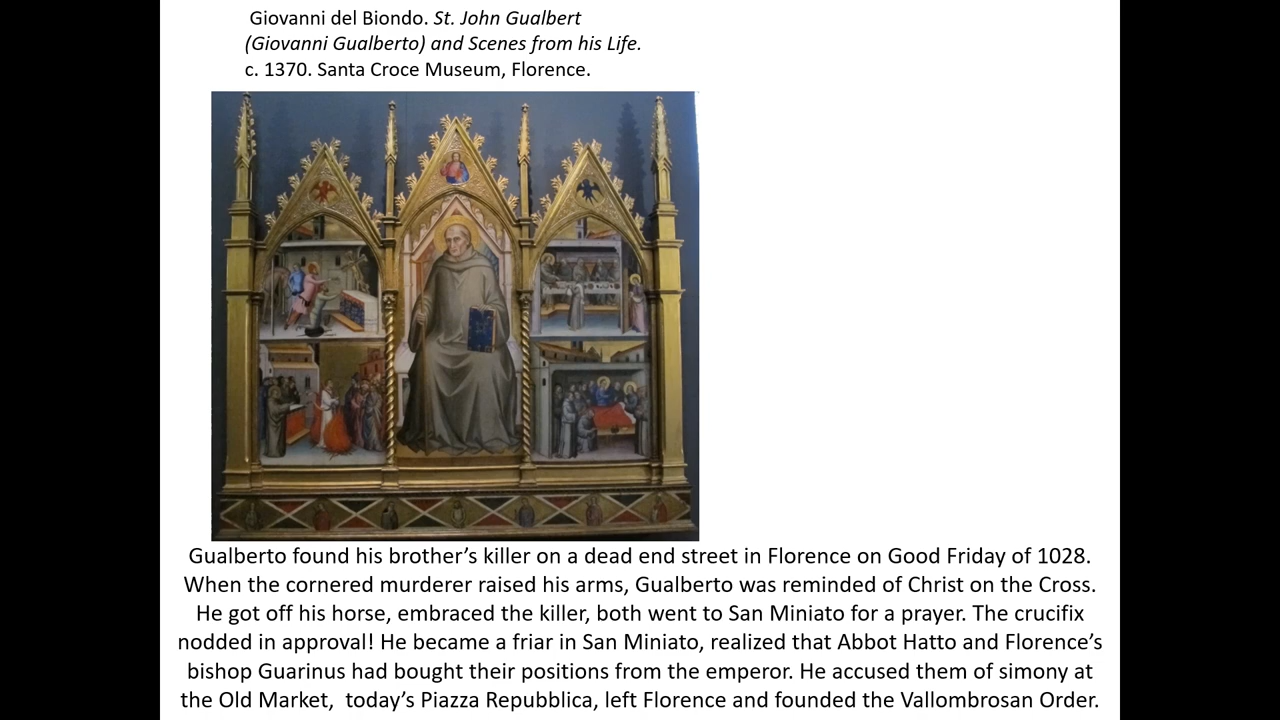 Giovanni del Biondo. St. John Gualbert
(Giovanni Gualberto) and Scenes from his Life.
c. 1370. Santa Croce Museum, Florence.
Gualberto found his brother’s killer on a dead end street in Florence on Good Friday of 1028.
When the cornered murderer raised his arms, Gualberto was reminded of Christ on the Cross.
He got off his horse, embraced the killer, both went to San Miniato for a prayer. The crucifix
nodded in approval! He became a friar in San Miniato, realized that Abbot Hatto and Florence’s
bishop Guarinus had bought their positions from the emperor. He accused them of simony at
the Old Market,  today’s Piazza Repubblica, left Florence and founded the Vallombrosan Order.